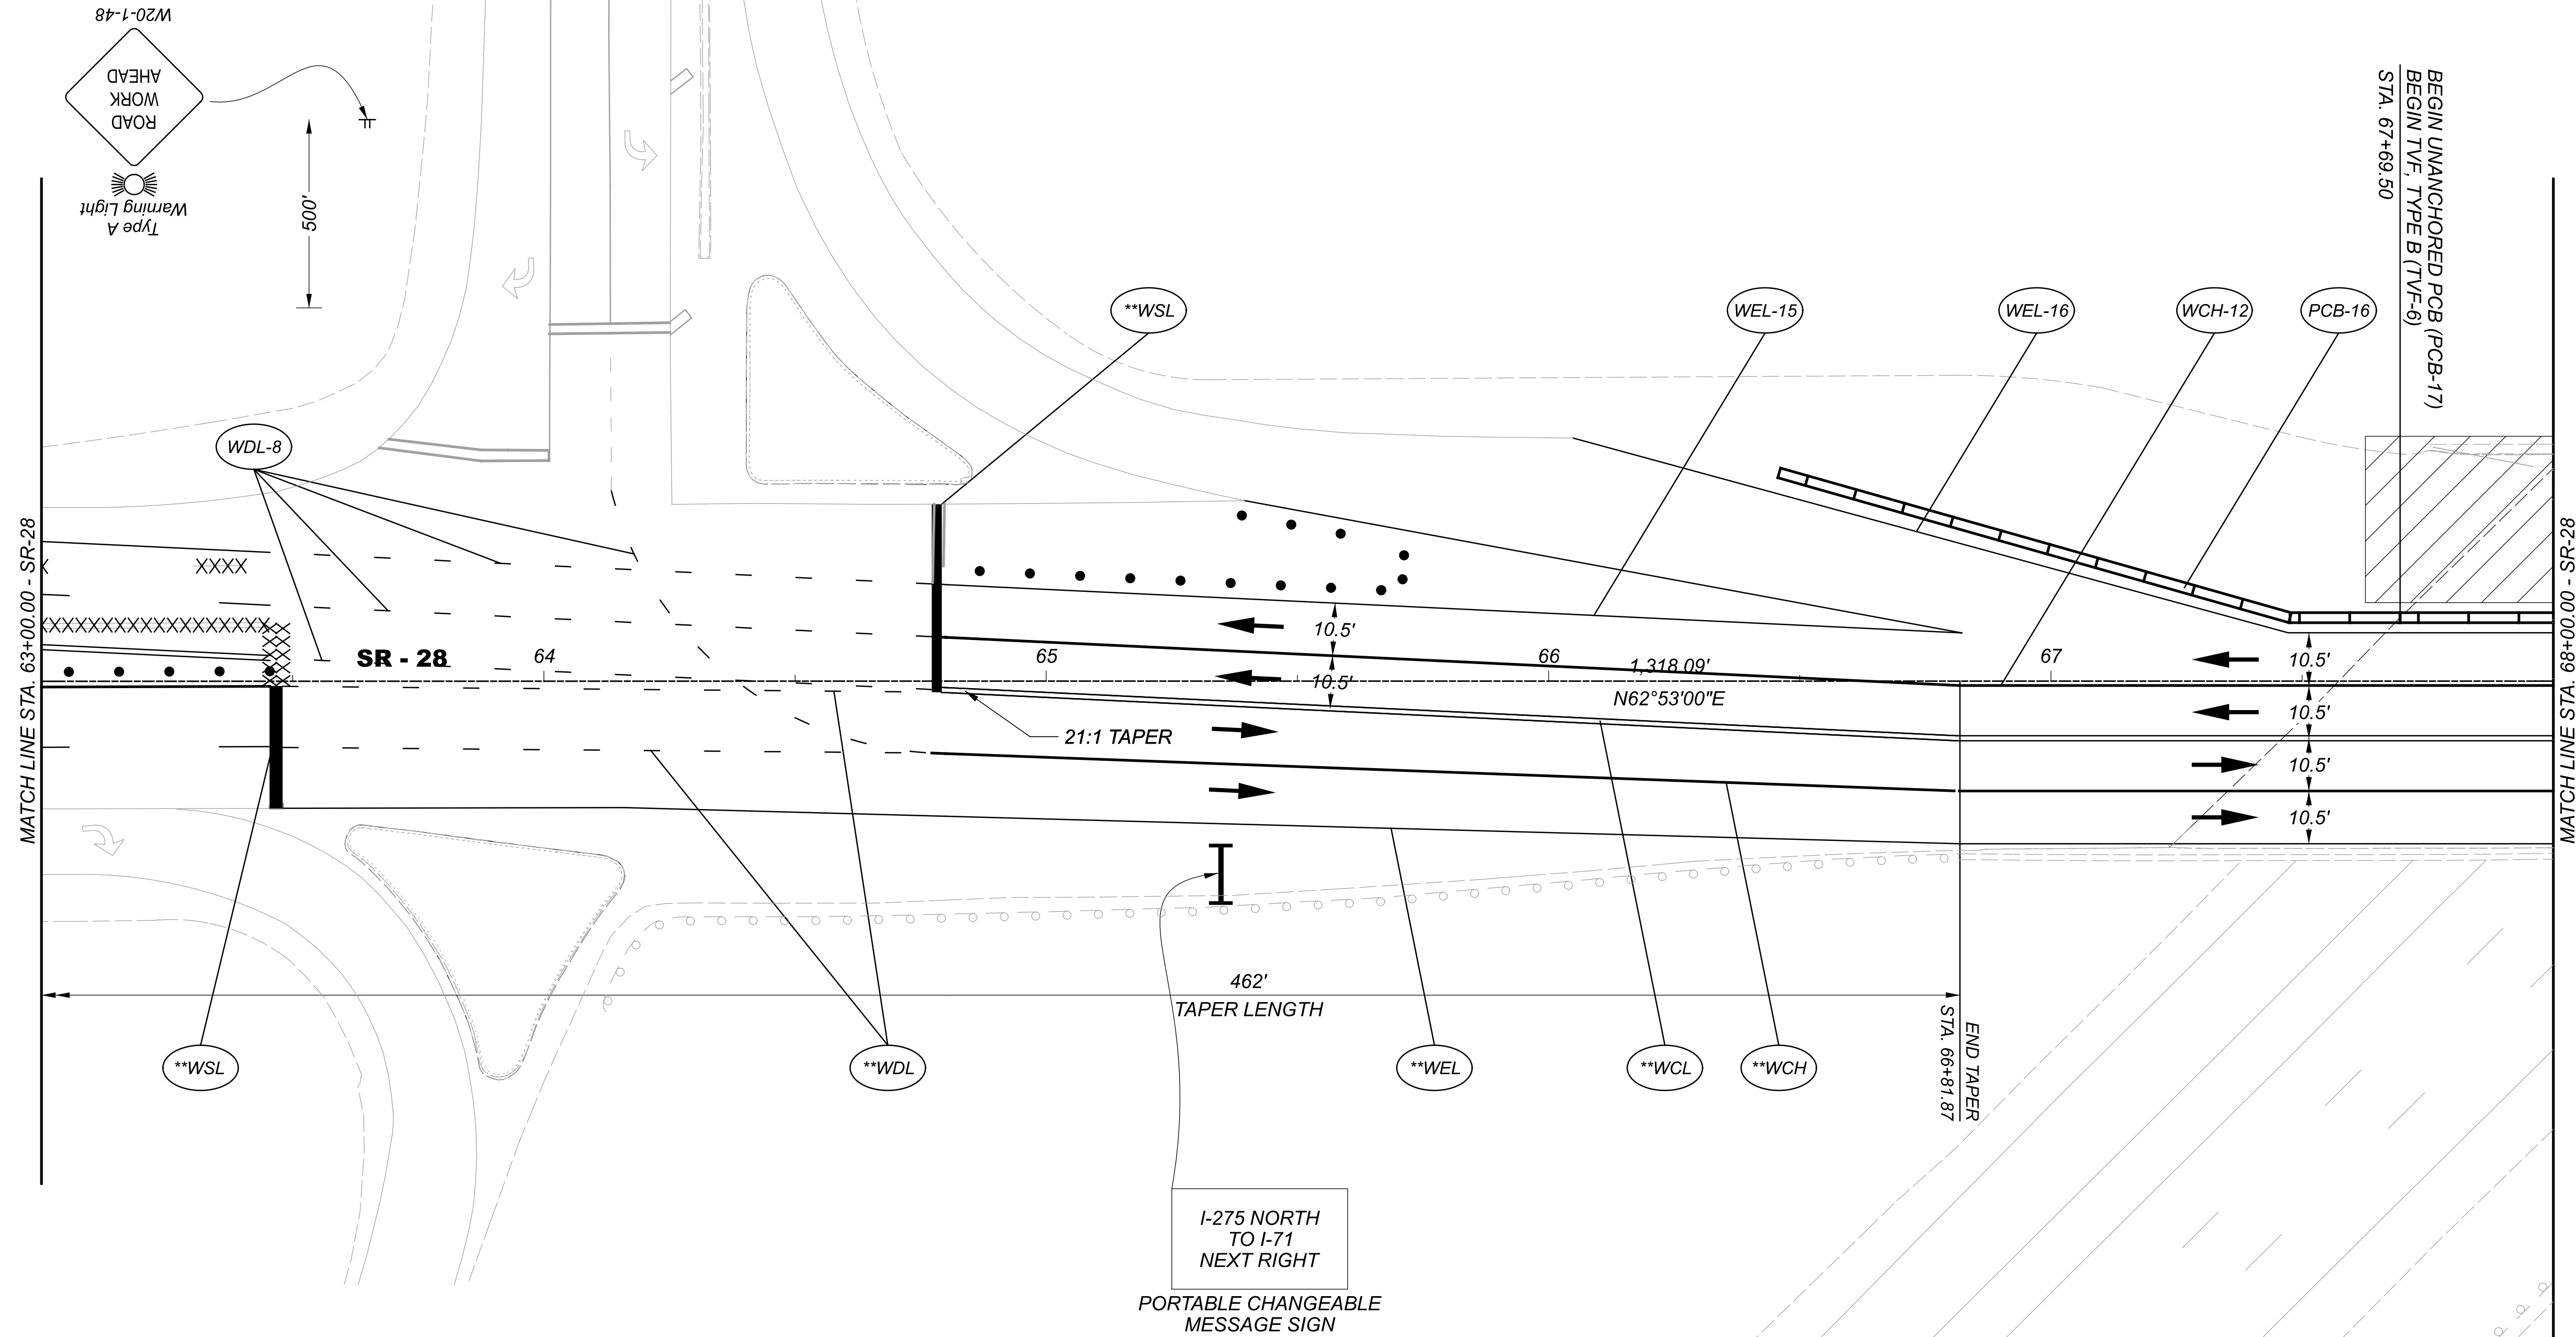 W20-1-48
ROAD
WORK
AHEAD
Type A
Warning Light
500'
BEGIN UNANCHORED PCB (PCB-17)
BEGIN TVF, TYPE B (TVF-6)
STA. 67+69.50
**WSL
WEL-15
WEL-16
WCH-12
PCB-16
WDL-8
MATCH LINE STA. 63+00.00 - SR-28
MATCH LINE STA. 68+00.00 - SR-28
SR - 28
64
65
66
67
10.5'
10.5'
1,318.09'
N62°53'00"E
21:1 TAPER
10.5'
10.5'
10.5'
10.5'
462'
TAPER LENGTH
END TAPER
STA. 66+81.87
**WSL
**WDL
**WEL
**WCL
**WCH
I-275 NORTH
TO I-71
NEXT RIGHT
PORTABLE CHANGEABLE
MESSAGE SIGN